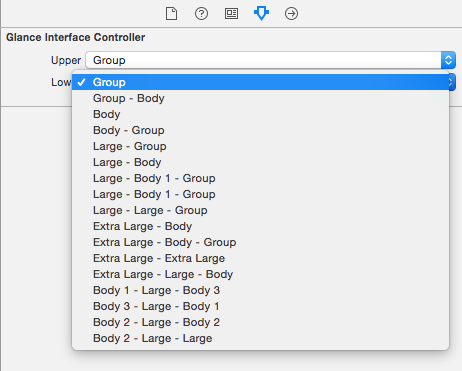 Glance Interface Controller
Upper Group
Low
Group
Group - Body
Body
Body - Group
Large - Group
Large - Body
Large - Body 1 - Group
Large - Body 1 - Group
Large - Large - Group
Extra Large - Body
Extra Large - Body - Group
Extra Large - Extra Large
Extra Large - Large - Body
Body 1 - Large - Body 3
Body 3 - Large - Body 1
Body 2 - Large - Body 2
Body 2 - Large - Large